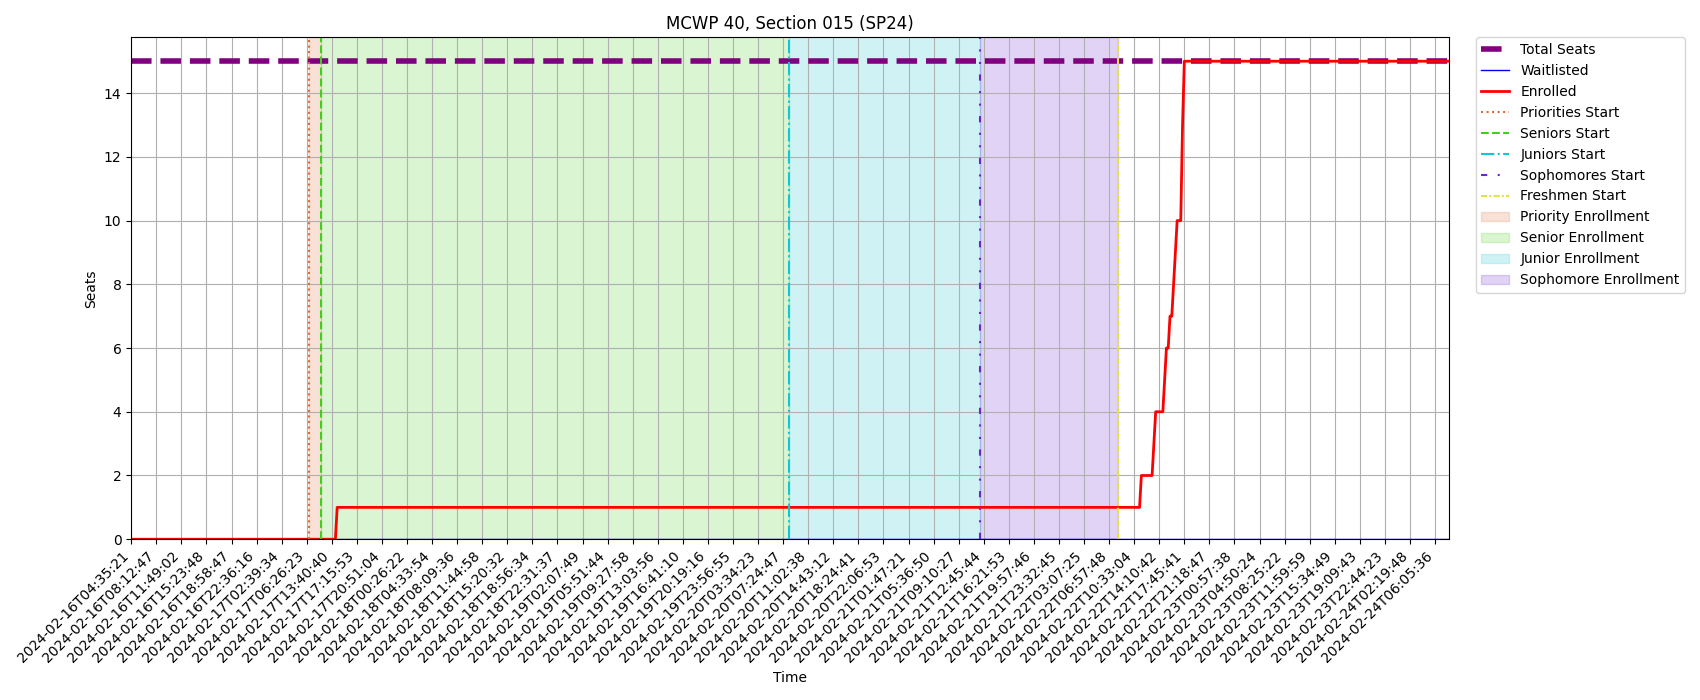 MCWP 40, Section 015 (SP24)
Total Seats
Waitlisted
Enrolled
Priorities Start
Seniors Start
Juniors Start
Sophomores Start
Freshmen Start
Priority Enrollment
Senior Enrollment
Junior Enrollment
Sophomore Enrollment
Seats
14
12
10
8
6
4
2
0
2024-02-16T04:35:21
2024-02-16T08:12:47
2024-02-16T11:49:02
2024-02-16T15:23:48
2024-02-16T18:58:47
2024-02-16T22:36:16
2024-02-17T02:39:34
2024-02-17T06:26:23
2024-02-17T13:40:40
2024-02-17T17:15:53
2024-02-17T20:51:04
2024-02-18T00:26:22
2024-02-18T04:33:54
2024-02-18T08:09:36
2024-02-18T11:44:58
2024-02-18T15:20:32
2024-02-18T18:56:34
2024-02-18T22:31:37
2024-02-19T02:07:49
2024-02-19T05:51:44
2024-02-19T09:27:58
2024-02-19T13:03:56
2024-02-19T16:41:10
2024-02-19T20:19:16
2024-02-19T23:56:55
2024-02-20T03:34:23
2024-02-20T07:24:47
2024-02-20T11:02:38
2024-02-20T14:43:12
2024-02-20T18:24:41
2024-02-20T22:06:53
2024-02-21T01:47:21
2024-02-21T05:36:50
2024-02-21T09:10:27
2024-02-21T12:45:44
2024-02-21T16:21:53
2024-02-21T19:57:46
2024-02-21T23:32:45
2024-02-22T03:07:25
2024-02-22T06:57:48
2024-02-22T10:33:04
2024-02-22T14:10:42
2024-02-22T17:45:41
2024-02-22T21:18:47
2024-02-23T00:57:38
2024-02-23T04:50:24
2024-02-23T08:25:22
2024-02-23T11:59:59
2024-02-23T15:34:49
2024-02-23T19:09:43
2024-02-23T22:44:23
2024-02-24T02:19:48
2024-02-24T06:05:36
Time